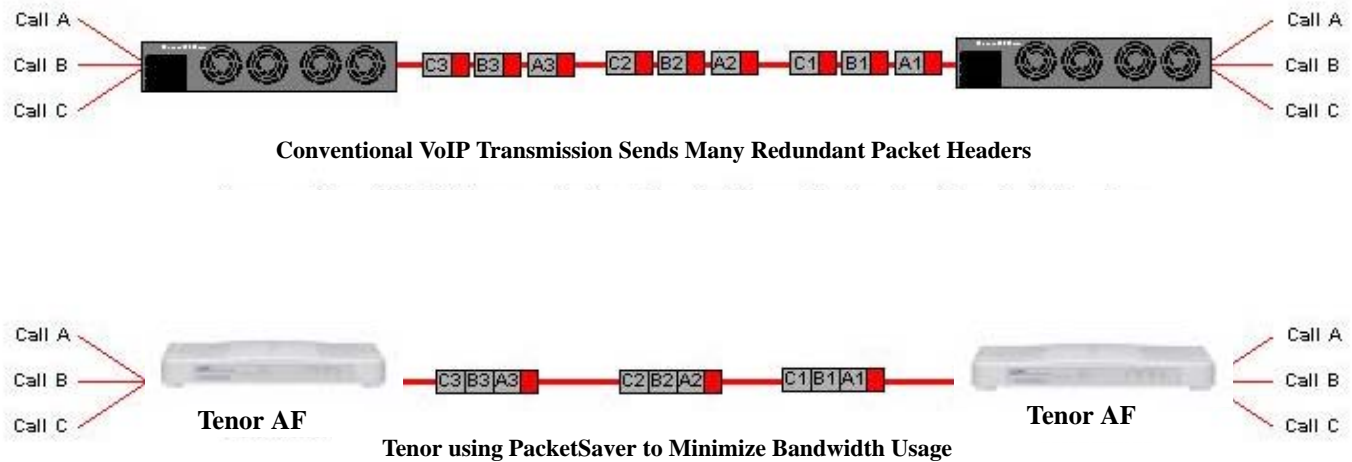 Call A
Call B
Call C
C3 B3 A3 C2 B2 A2 C1 B1 A1
Call A
Call B
Call C
Conventional VoIP Transmission Sends Many Redundant Packet Headers
Call A
Call B
Call C
Tenor AF
C3 B3 A3 C2 B2 A2 C1 B1 A1
Tenor AF
Call A
Call B
Call C
Tenor using PacketSaver to Minimize Bandwidth Usage